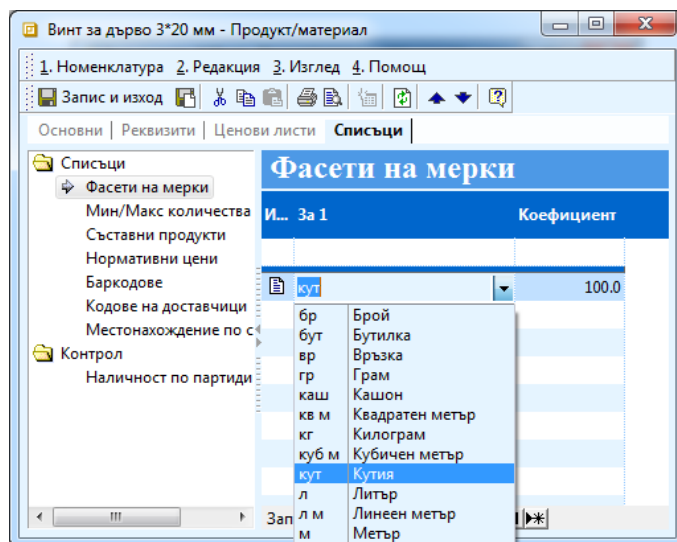 Винт за дърво 3*20 мм - Продукт/материал
1. Номенклатура 2. Редакция 3. Изглед 4. Помощ
Запис и изход
Основни | Реквизити | Ценови листи Списъци
Списъци
Фасети на мерки
Мин/Макс количества
Съставни продукти
Нормативни цени
Баркодове
Кодове на доставчици
Местонахождение по с
Контрол
Наличност по партиди
Фасети на мерки
И... За 1 Коефициент
кут 100.0
бр Брой
бут Бутилка
вр Връзка
гр Грам
каш Кашон
кв м Квадратен метър
кг Килограм
куб м Кубичен метър
кут Кутия
л Литър
л м Линеен метър
м Метър
Зап